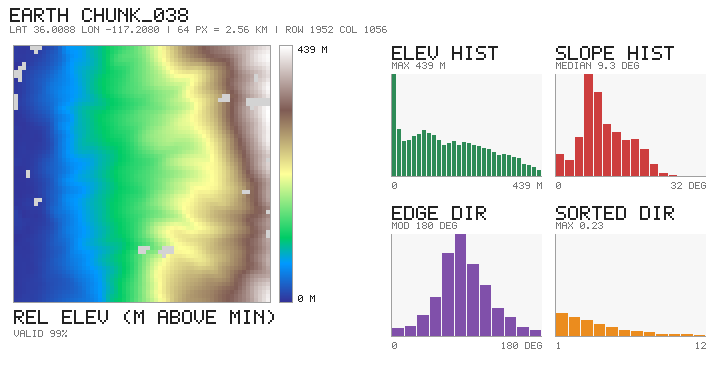 EARTH CHUNK_038
LAT 36.0088 LON -117.2080 | 64 PX = 2.56 KM | ROW 1952 COL 1056
439 M
0 M
REL ELEV (M ABOVE MIN)
VALID 99%
ELEV HIST
MAX 439 M
0 439 M
SLOPE HIST
MEDIAN 9.3 DEG
0 32 DEG
EDGE DIR
MOD 180 DEG
0 180 DEG
SORTED DIR
MAX 0.23
1 12